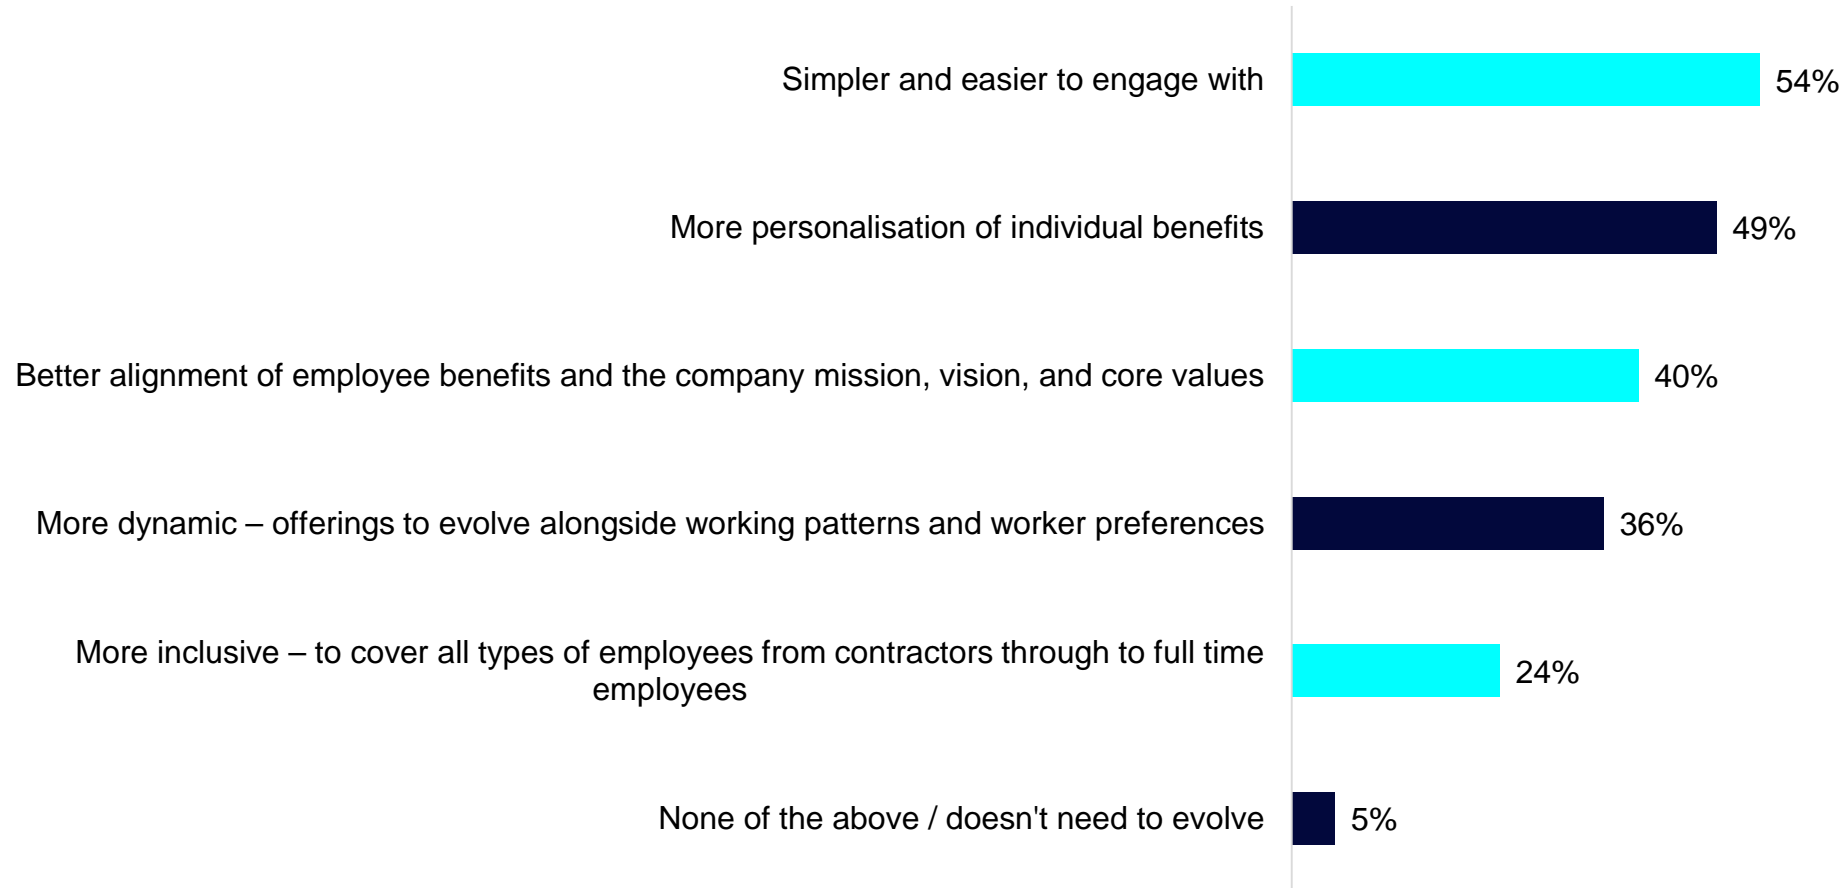 Simpler and easier to engage with
54%
More personalisation of individual benefits
49%
Better alignment of employee benefits and the company mission, vision, and core values
40%
More dynamic – offerings to evolve alongside working patterns and worker preferences
36%
More inclusive – to cover all types of employees from contractors through to full time
employees
24%
None of the above / doesn't need to evolve
5%